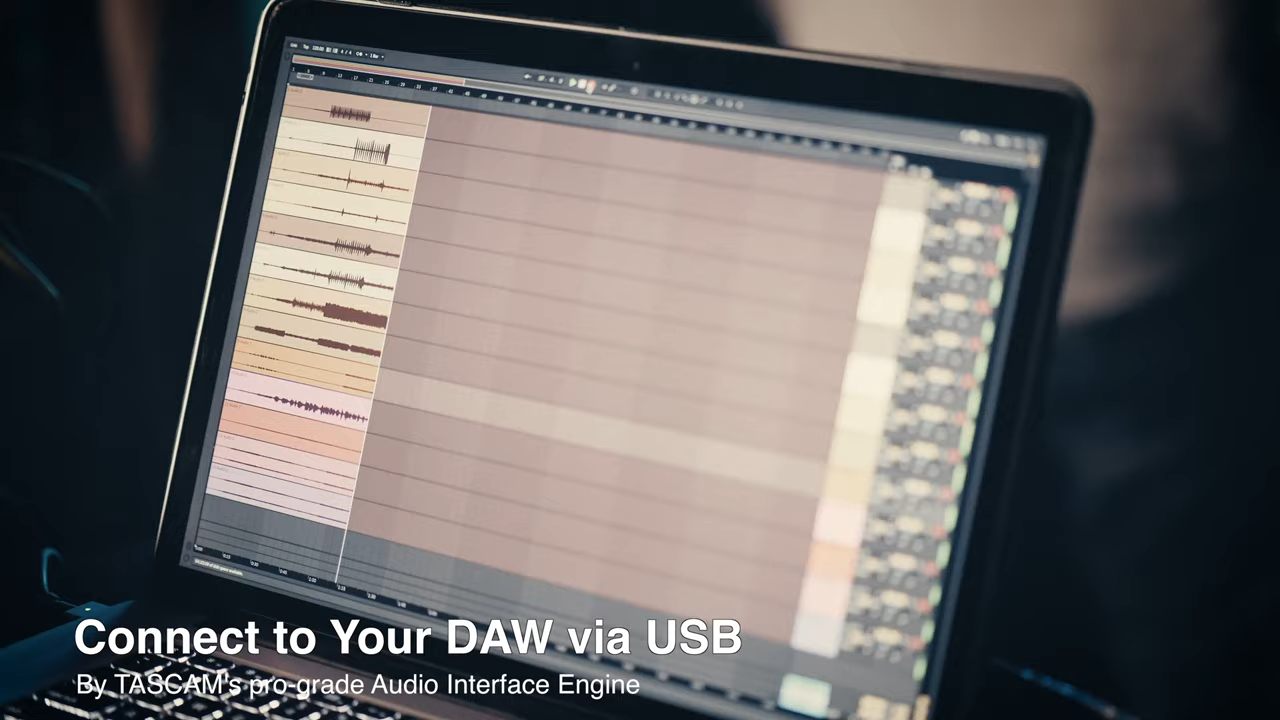 Connect to Your DAW via USB
By TASCAM's pro-grade Audio Interface Engine